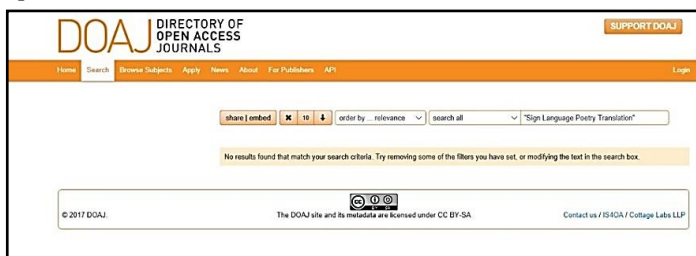 DOAJ DIRECTORY OF
OPEN ACCESS
JOURNALS
SUPPORT DOAJ
Home Search Browse Subjects Apply News About For Publishers API Login
share | embed 10 order by ... relevance search all "Sign Language Poetry Translation"
No results found that match your search criteria. Try removing some of the filters you have set, or modifying the text in the search box.
© 2017 DOAJ. The DOAJ site and its metadata are licensed under CC BY-SA Contact us / IS4OA / Cottage Labs LLP